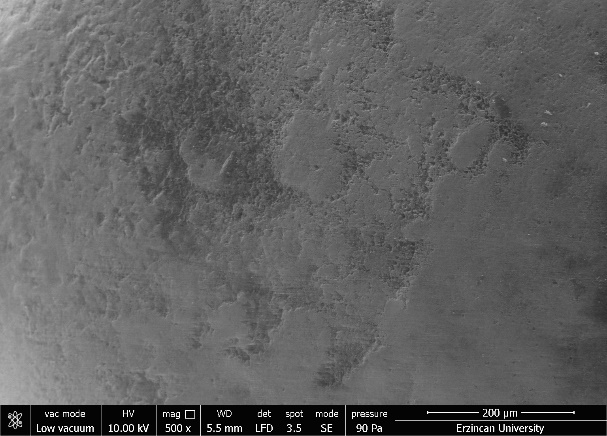 vac mode HV mag □ WD det spot mode pressure 200 µm
Low vacuum 10.00 kV 500 x 5.5 mm LFD 3.5 SE 90 Pa Erzincan University